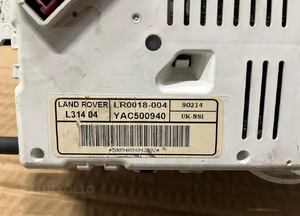 LAND ROVER LR0018-004 S0214
L314 04 YAC500940 UK-NSI